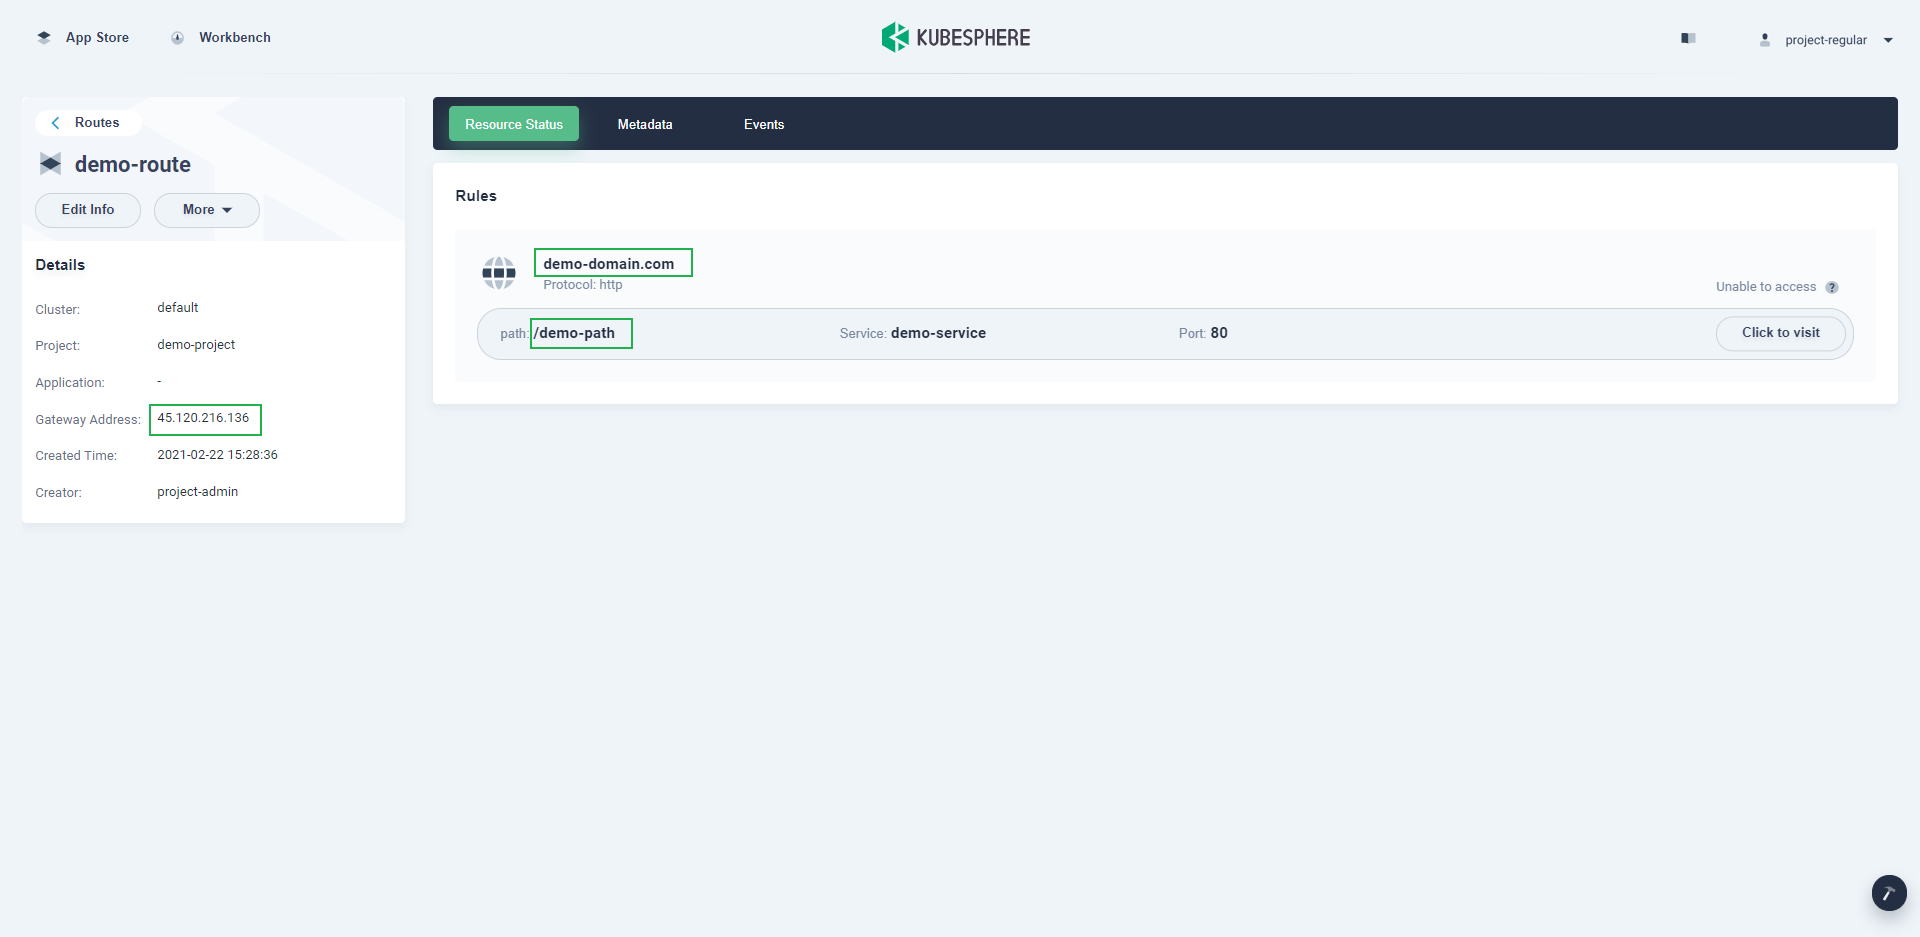 App Store
Workbench
KUBESPHERE
project-regular
Routes
demo-route
Edit Info
More
Details
Cluster: default
Project: demo-project
Application: -
Gateway Address: 45.120.216.136
Created Time: 2021-02-22 15:28:36
Creator: project-admin
Resource Status
Metadata
Events
Rules
demo-domain.com
Protocol: http
Unable to access ?
path: /demo-path
Service: demo-service
Port: 80
Click to visit